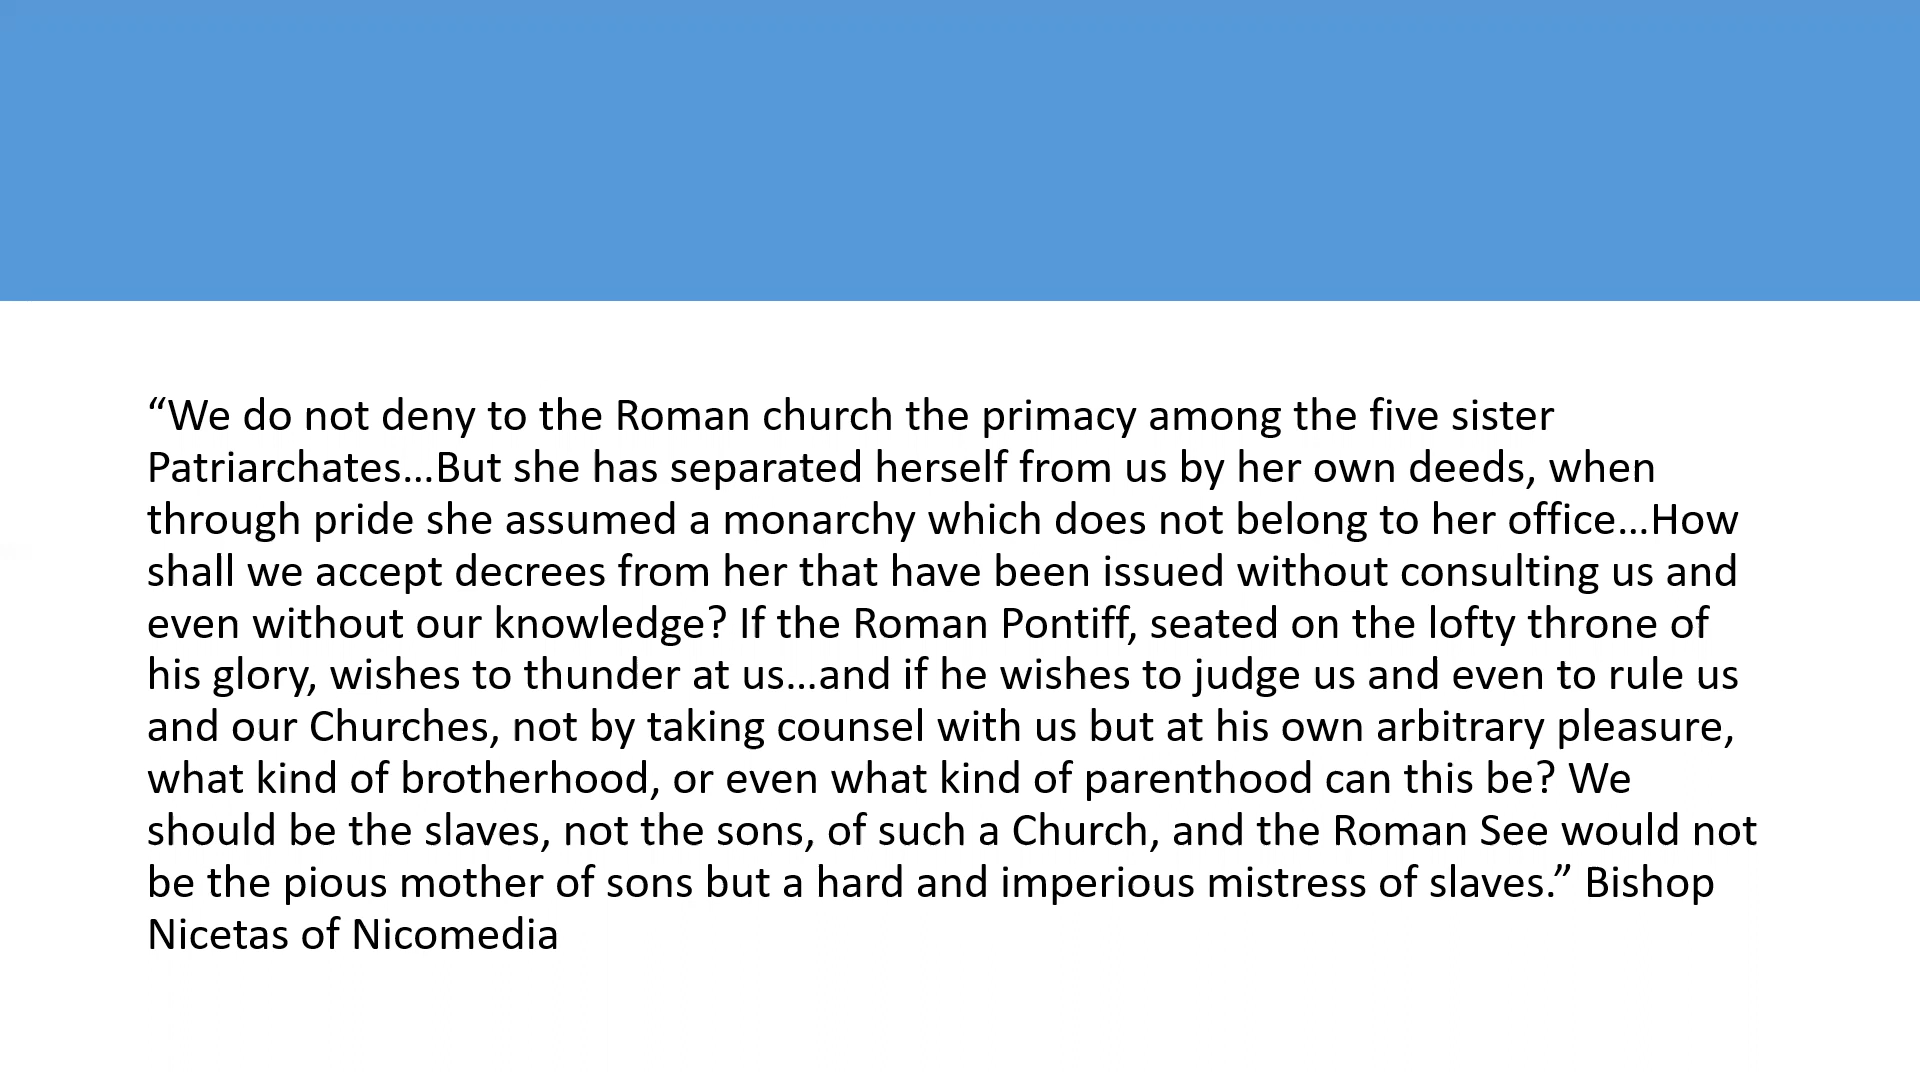 “We do not deny to the Roman church the primacy among the five sister
Patriarchates…But she has separated herself from us by her own deeds, when
through pride she assumed a monarchy which does not belong to her office…How
shall we accept decrees from her that have been issued without consulting us and
even without our knowledge? If the Roman Pontiff, seated on the lofty throne of
his glory, wishes to thunder at us…and if he wishes to judge us and even to rule us
and our Churches, not by taking counsel with us but at his own arbitrary pleasure,
what kind of brotherhood, or even what kind of parenthood can this be? We
should be the slaves, not the sons, of such a Church, and the Roman See would not
be the pious mother of sons but a hard and imperious mistress of slaves.” Bishop
Nicetas of Nicomedia